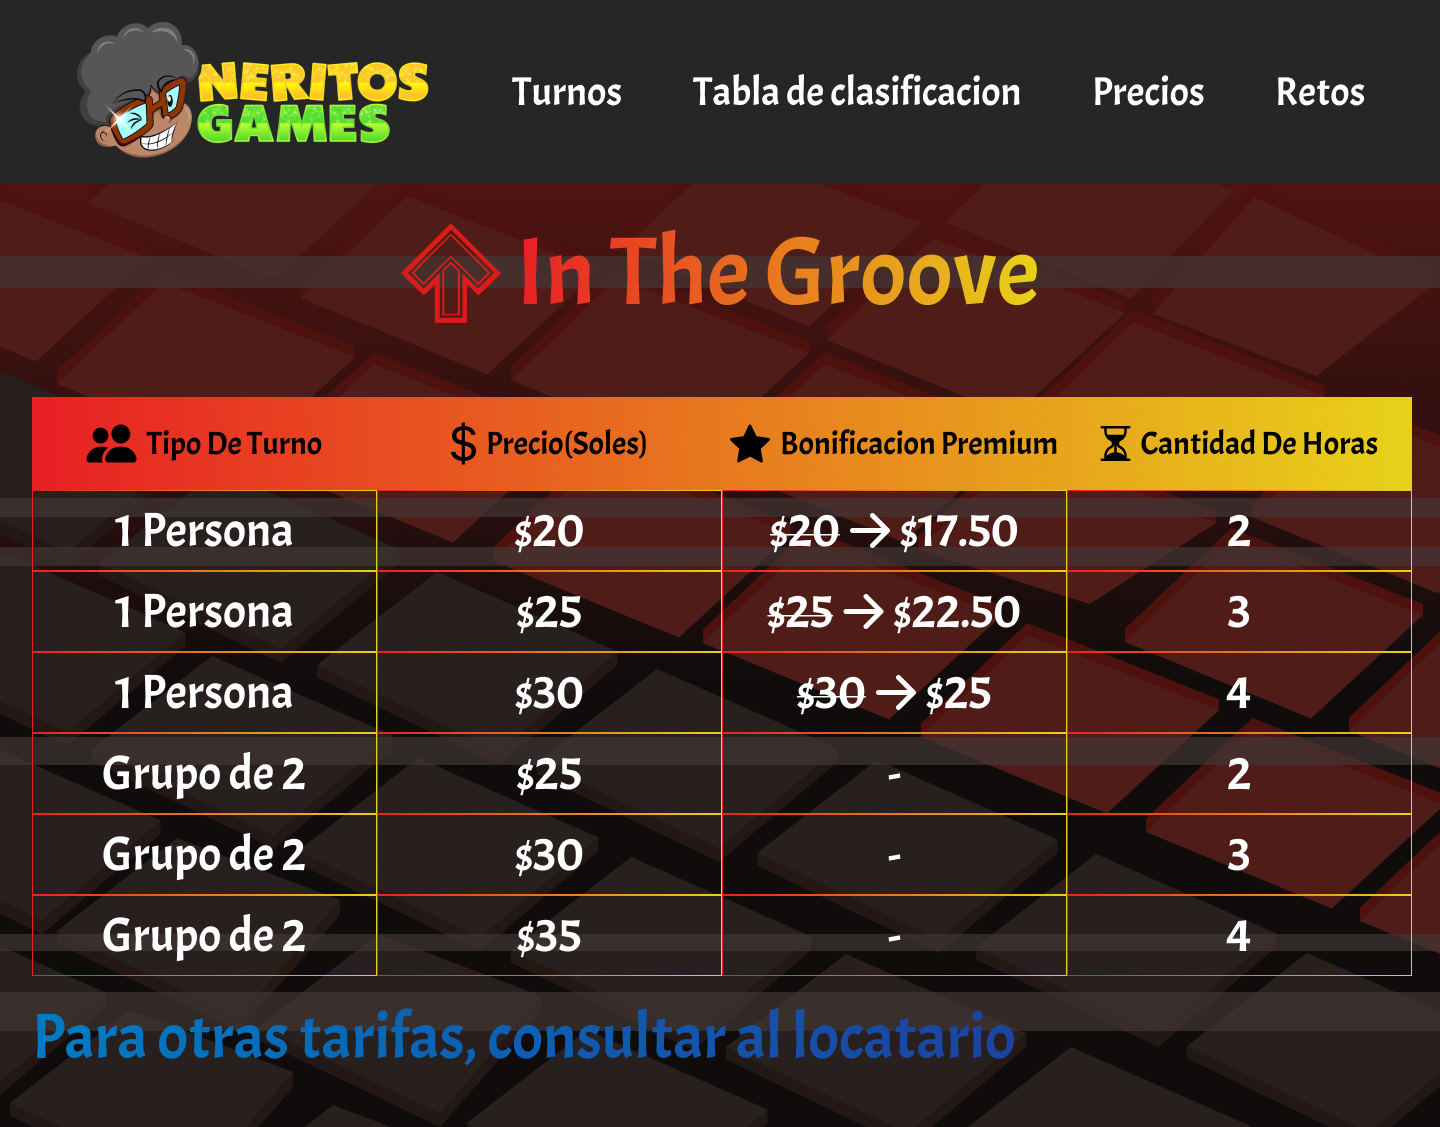 NERITOS
GAMES
Turnos Tabla de clasificacion Precios Retos
In The Groove
Tipo De Turno $ Precio(Soles) Bonificacion Premium Cantidad De Horas
1 Persona $20 $20 → $17.50 2
1 Persona $25 $25 → $22.50 3
1 Persona $30 $30 → $25 4
Grupo de 2 $25 - 2
Grupo de 2 $30 - 3
Grupo de 2 $35 - 4
Para otras tarifas, consultar al locatario